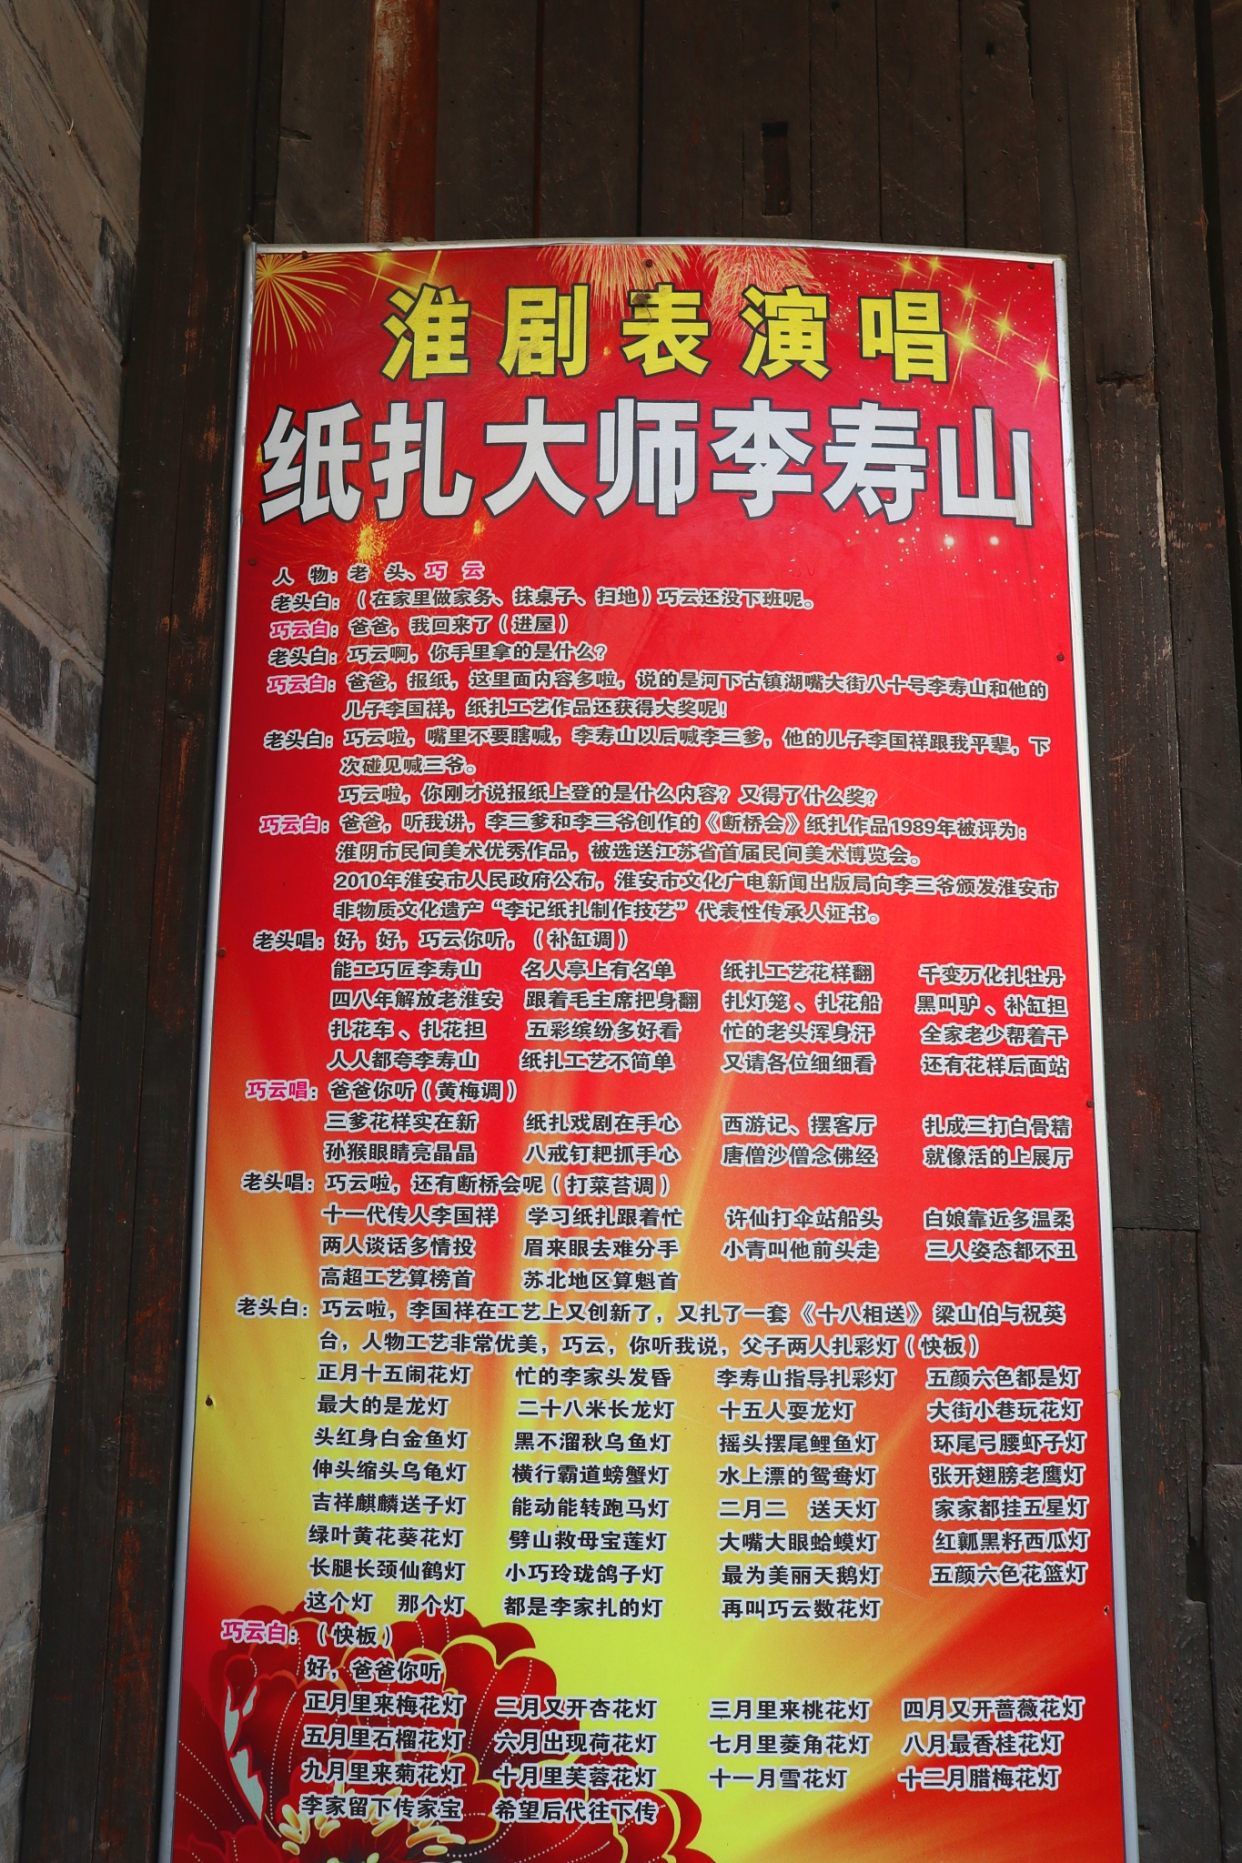 淮剧表演唱
纸扎大师李寿山
人 物：老 头、巧 云
老头白：（在家里做家务、抹桌子、扫地）巧云还没下班呢。
巧云白：爸爸，我回来了（进屋）
老头白：巧云啊，你手里拿的是什么？
巧云白：爸爸，报纸，这里面内容多啦，说的是河下古镇湖嘴大街八十号李寿山和他的
儿子李国祥，纸扎工艺作品还获得大奖呢！
老头白：巧云啦，嘴里不要瞎喊，李寿山以后喊李三爹，他的儿子李国祥跟我平辈，下
次碰见喊三爷。
巧云啦，你刚才说报纸上登的是什么内容？又得了什么奖？
巧云白：爸爸，听我讲，李三爹和李三爷创作的《断桥会》纸扎作品1989年被评为：
淮阴市民间美术优秀作品，被选送江苏省首届民间美术博览会。
2010年淮安市人民政府公布，淮安市文化广电新闻出版局向李三爷颁发淮安市
非物质文化遗产“李记纸扎制作技艺”代表性传承人证书。
老头唱：好，好，巧云你听，（补缸调）
能工巧匠李寿山 名人亭上有名单 纸扎工艺花样翻 千变万化扎牡丹
四八年解放老淮安 跟着毛主席把身翻 扎灯笼、扎花船 黑叫驴、补缸担
扎花车、扎花担 五彩缤纷多好看 忙的老头浑身汗 全家老少帮着干
人人都夸李寿山 纸扎工艺不简单 又请各位细细看 还有花样后面站
巧云唱：爸爸你听（黄梅调）
三爹花样实在新 纸扎戏剧在手心 西游记、摆客厅 扎成三打白骨精
孙猴眼睛亮晶晶 八戒钉耙抓手心 唐僧沙僧念佛经 就像活的上展厅
老头唱：巧云啦，还有断桥会呢（打菜苔调）
十一代传人李国祥 学习纸扎跟着忙 许仙打伞站船头 白娘靠近多温柔
两人谈话多情投 眉来眼去难分手 小青叫他前头走 三人姿态都不丑
高超工艺算榜首 苏北地区算魁首
老头白：巧云啦，李国祥在工艺上又创新了，又扎了一套《十八相送》梁山伯与祝英
台，人物工艺非常优美，巧云，你听我说，父子两人扎彩灯（快板）
正月十五闹花灯 忙的李家头发昏 李寿山指导扎彩灯 五颜六色都是灯
最大的是龙灯 二十八米长龙灯 十五人耍龙灯 大街小巷玩花灯
头红身白金鱼灯 黑不溜秋乌鱼灯 摇头摆尾鲤鱼灯 环尾弓腰虾子灯
伸头缩头乌龟灯 横行霸道螃蟹灯 水上漂的鸳鸯灯 张开翅膀老鹰灯
吉祥麒麟送子灯 能动能转跑马灯 二月二 送天灯 家家都挂五星灯
绿叶黄花葵花灯 劈山救母宝莲灯 大嘴大眼蛤蟆灯 红瓤黑籽西瓜灯
长腿长颈仙鹤灯 小巧玲珑鸽子灯 最为美丽天鹅灯 五颜六色花篮灯
这个灯 那个灯 都是李家扎的灯 再叫巧云数花灯
巧云白：（快板）
好，爸爸你听
正月里来梅花灯 二月又开杏花灯 三月里来桃花灯 四月又开蔷薇花灯
五月里石榴花灯 六月出现荷花灯 七月里菱角花灯 八月最香桂花灯
九月里来菊花灯 十月里芙蓉花灯 十一月雪花灯 十二月腊梅花灯
李家留下传家宝 希望后代往下传